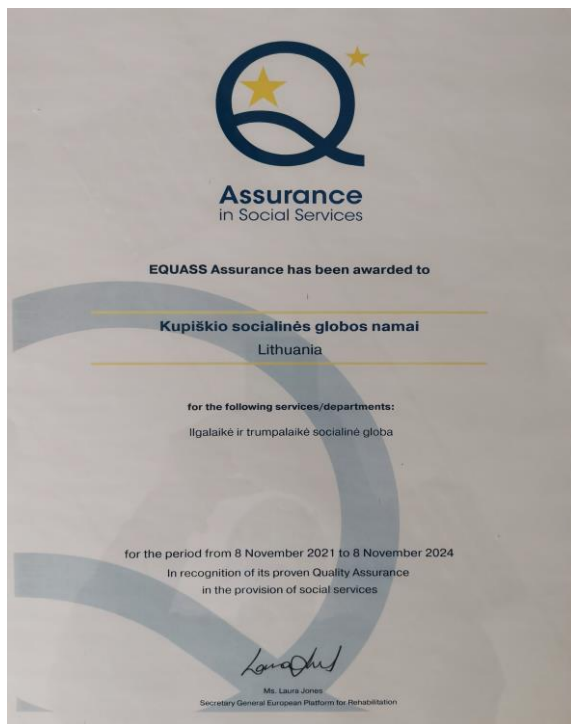 Assurance
in Social Services
EQUASS Assurance has been awarded to
Kupiškio socialinės globos namai
Lithuania
for the following services/departments:
Ilgalaikė ir trumpalaikė socialinė globa
for the period from 8 November 2021 to 8 November 2024
In recognition of its proven Quality Assurance
in the provision of social services
Ms. Laura Jones
Secretary General European Platform for Rehabilitation